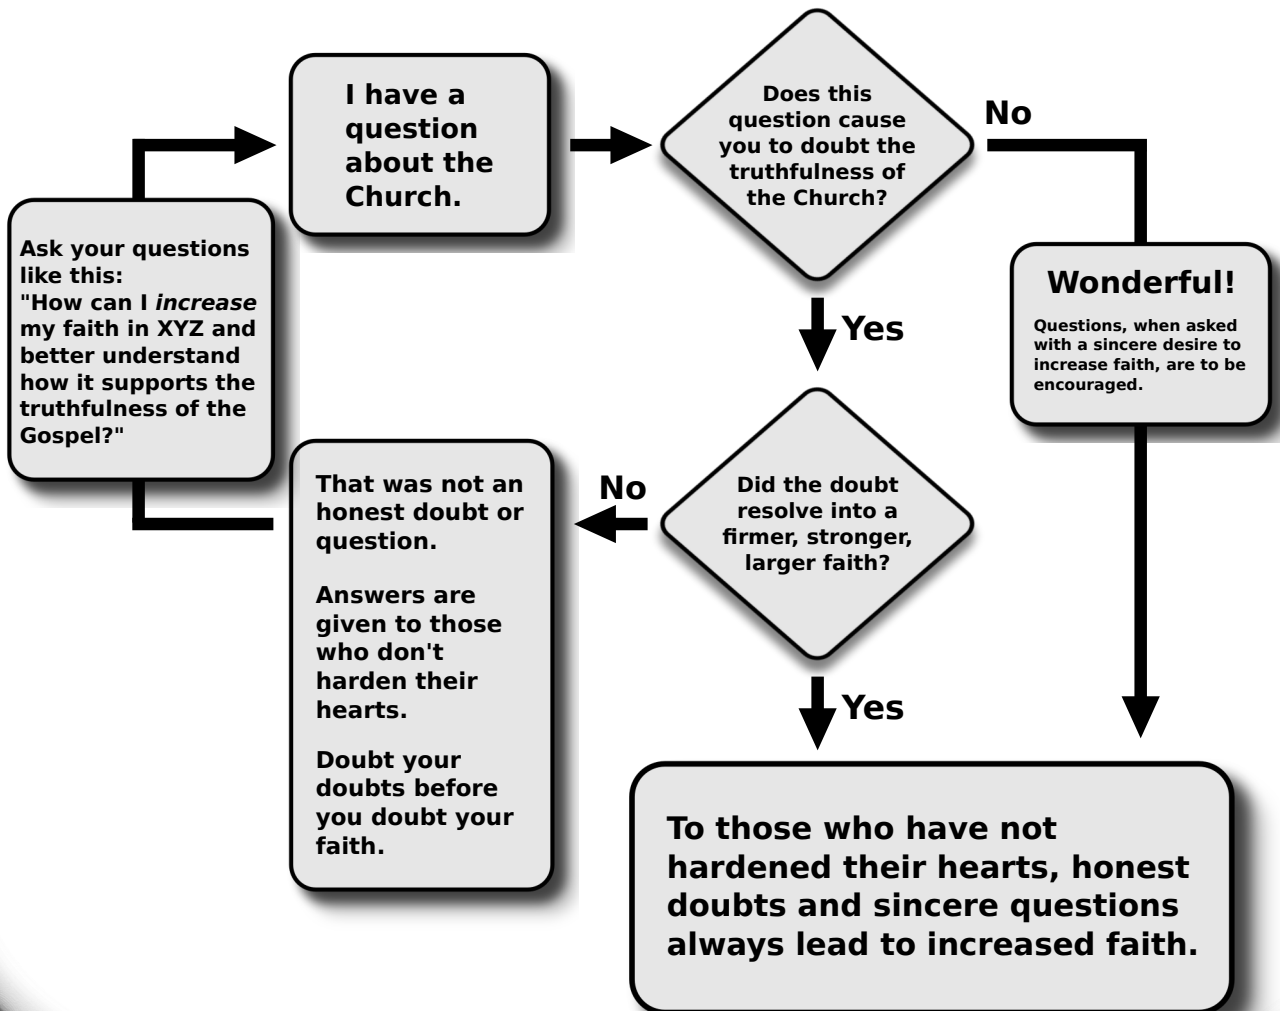 I have a
question
about the
Church.
Does this
question cause
you to doubt the
truthfulness of
the Church?
No
Wonderful!
Questions, when asked
with a sincere desire to
increase faith, are to be
encouraged.
Yes
Did the doubt
resolve into a
firmer, stronger,
larger faith?
No
That was not an
honest doubt or
question.
Answers are
given to those
who don't
harden their
hearts.
Doubt your
doubts before
you doubt your
faith.
Ask your questions
like this:
"How can I increase
my faith in XYZ and
better understand
how it supports the
truthfulness of the
Gospel?"
Yes
To those who have not
hardened their hearts, honest
doubts and sincere questions
always lead to increased faith.